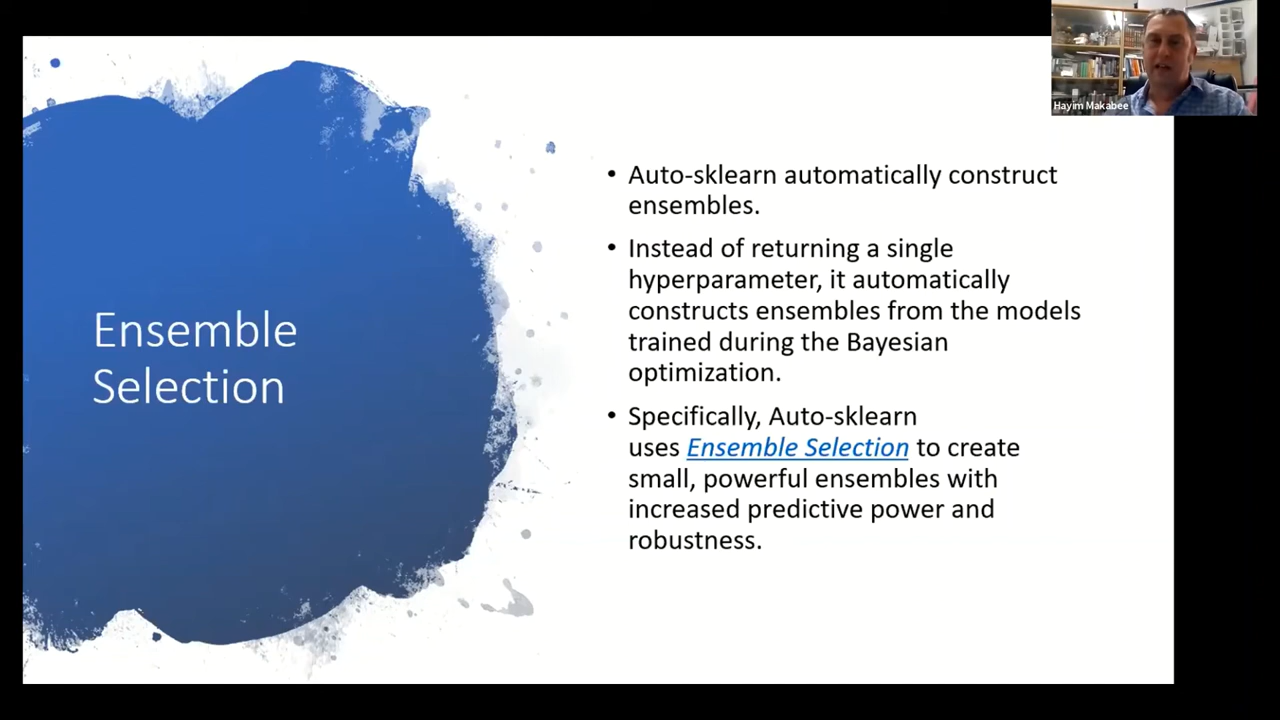 Hayim Makabee
Ensemble
Selection
• Auto-sklearn automatically construct
ensembles.
• Instead of returning a single
hyperparameter, it automatically
constructs ensembles from the models
trained during the Bayesian
optimization.
• Specifically, Auto-sklearn
uses Ensemble Selection to create
small, powerful ensembles with
increased predictive power and
robustness.